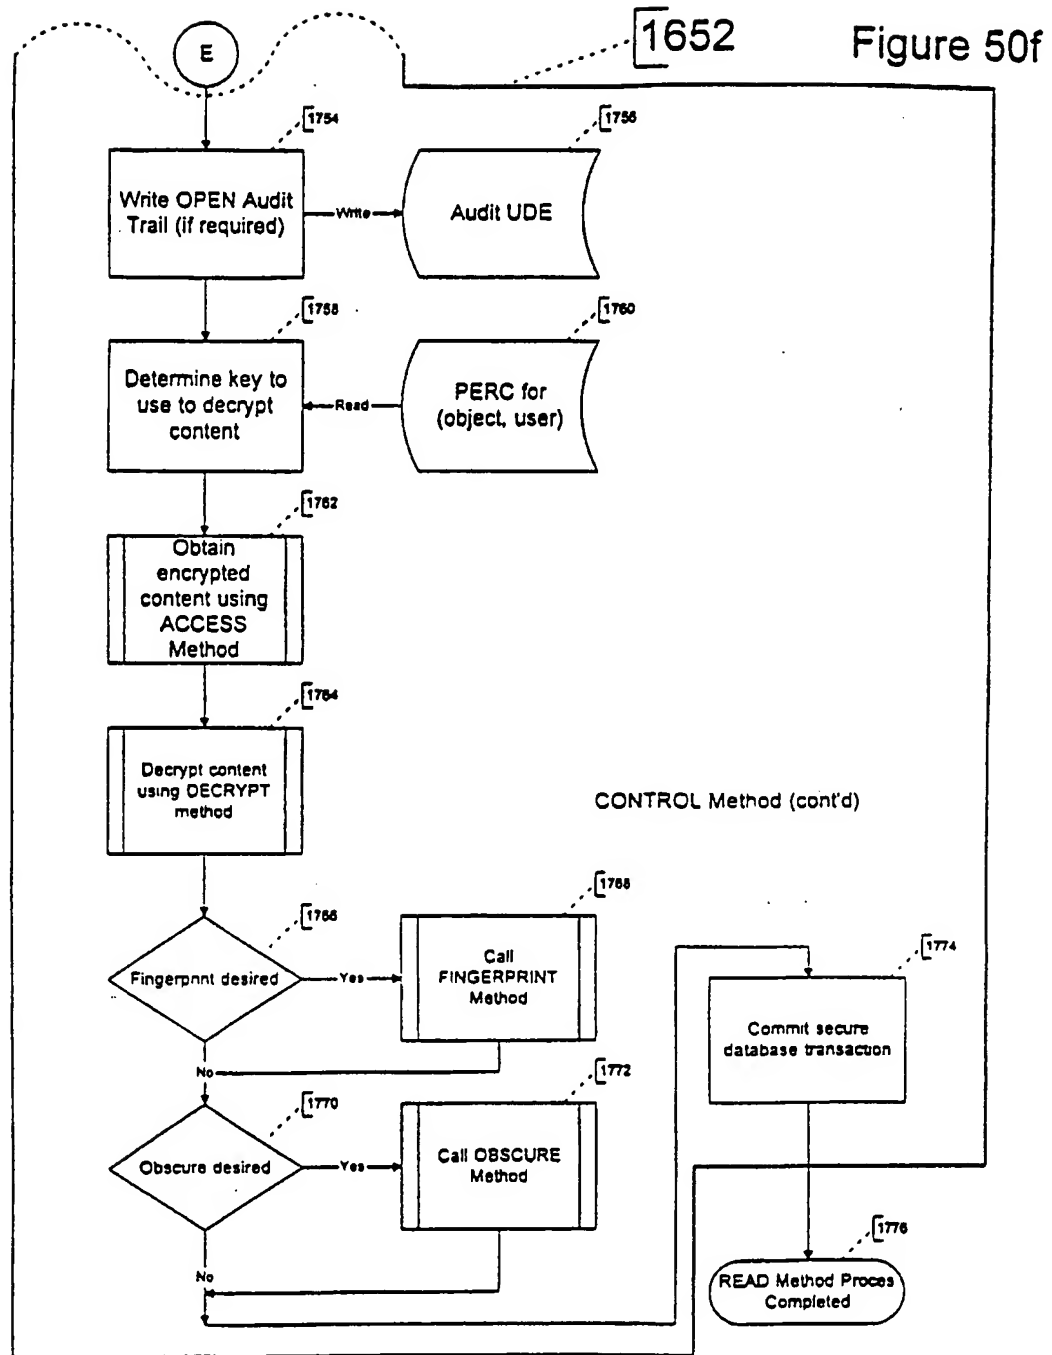 1652
Figure 50f
E
1754
1756
Write OPEN Audit
Trail (if required)
Write
Audit UDE
1758
1760
Determine key to
use to decrypt
content
Read
PERC for
(object, user)
1762
Obtain
encrypted
content using
ACCESS
Method
1764
Decrypt content
using DECRYPT
method
CONTROL Method (cont'd)
1766
1768
Fingerprint desired
Yes
Call
FINGERPRINT
Method
1774
Commit secure
database transaction
No
1770
1772
Obscure desired
Yes
Call OBSCURE
Method
No
1776
READ Method Proces
Completed